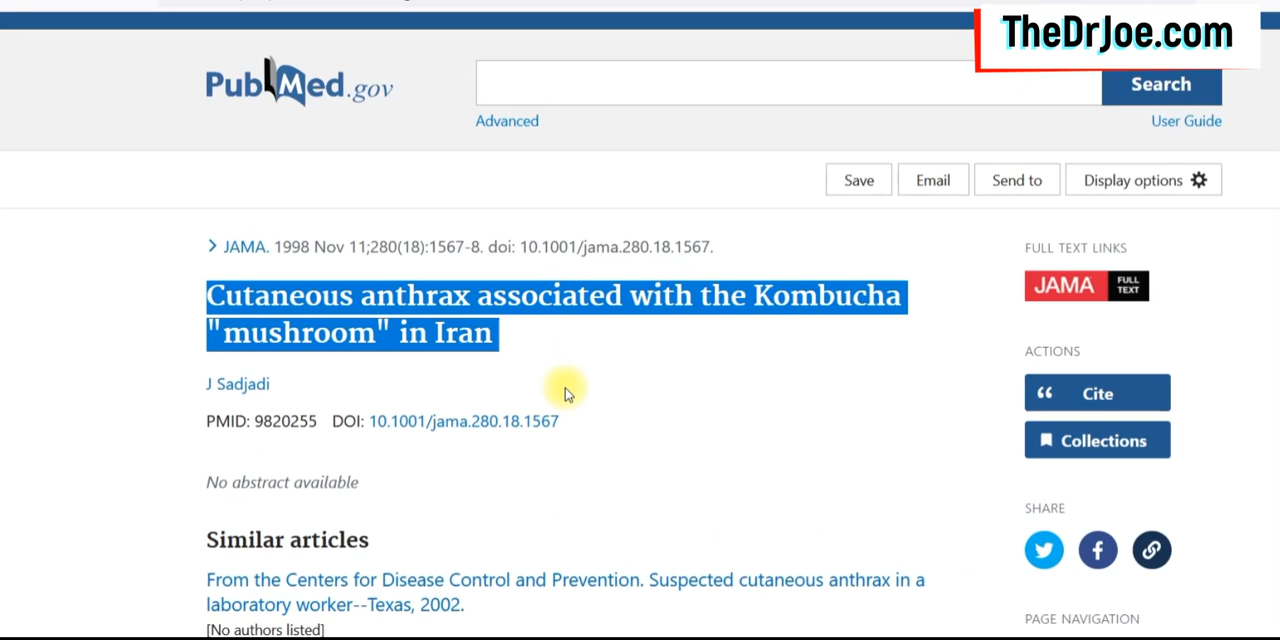 TheDrJoe.com
PubMed.gov
Search
Advanced
User Guide
Save
Email
Send to
Display options
JAMA. 1998 Nov 11;280(18):1567-8. doi: 10.1001/jama.280.18.1567.
Cutaneous anthrax associated with the Kombucha
"mushroom" in Iran
J Sadjadi
PMID: 9820255 DOI: 10.1001/jama.280.18.1567
No abstract available
Similar articles
From the Centers for Disease Control and Prevention. Suspected cutaneous anthrax in a
laboratory worker--Texas, 2002.
[No authors listed]
FULL TEXT LINKS
JAMA FULL
TEXT
ACTIONS
Cite
Collections
SHARE
PAGE NAVIGATION